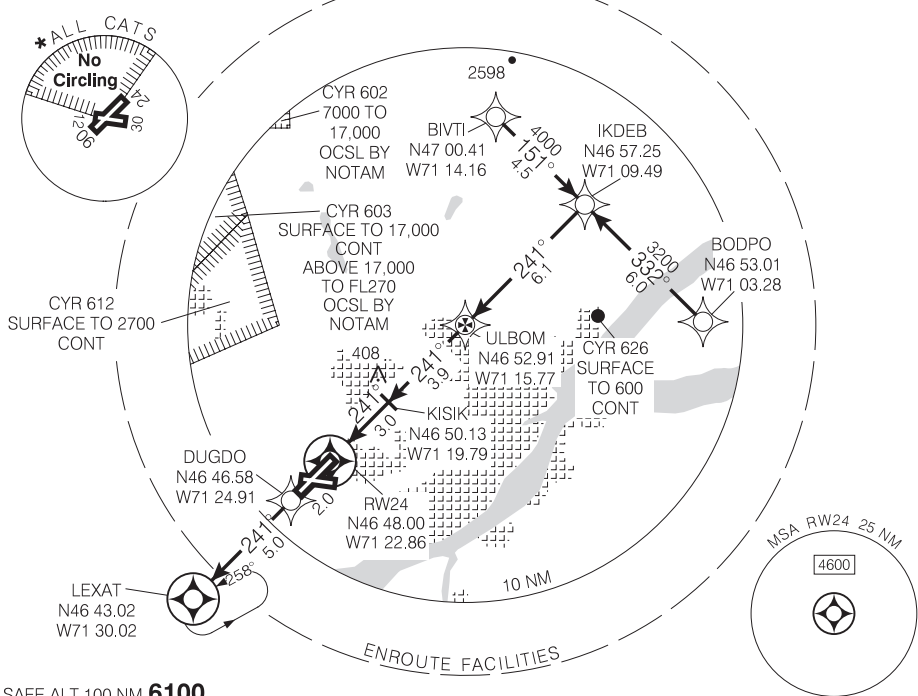 *ALL CATS
No
Circling
24
30
12
06
CYR 602
7000 TO
17,000
OCSL BY
NOTAM
2598
BIVTI
N47 00.41
W71 14.16
4000
151°
4.5
IKDEB
N46 57.25
W71 09.49
CYR 603
SURFACE TO 17,000
CONT
ABOVE 17,000
TO FL270
OCSL BY
NOTAM
241°
6.1
3200
332°
6.0
BODPO
N46 53.01
W71 03.28
CYR 612
SURFACE TO 2700
CONT
ULBOM
N46 52.91
W71 15.77
CYR 626
SURFACE
TO 600
CONT
408
241°
3.9
241°
3.0
KISIK
N46 50.13
W71 19.79
DUGDO
N46 46.58
W71 24.91
2.0
RW24
N46 48.00
W71 22.86
241°
5.0
258°
LEXAT
N46 43.02
W71 30.02
10 NM
ENROUTE FACILITIES
MSA RW24 25 NM
4600
SAFE ALT 100 NM 6100